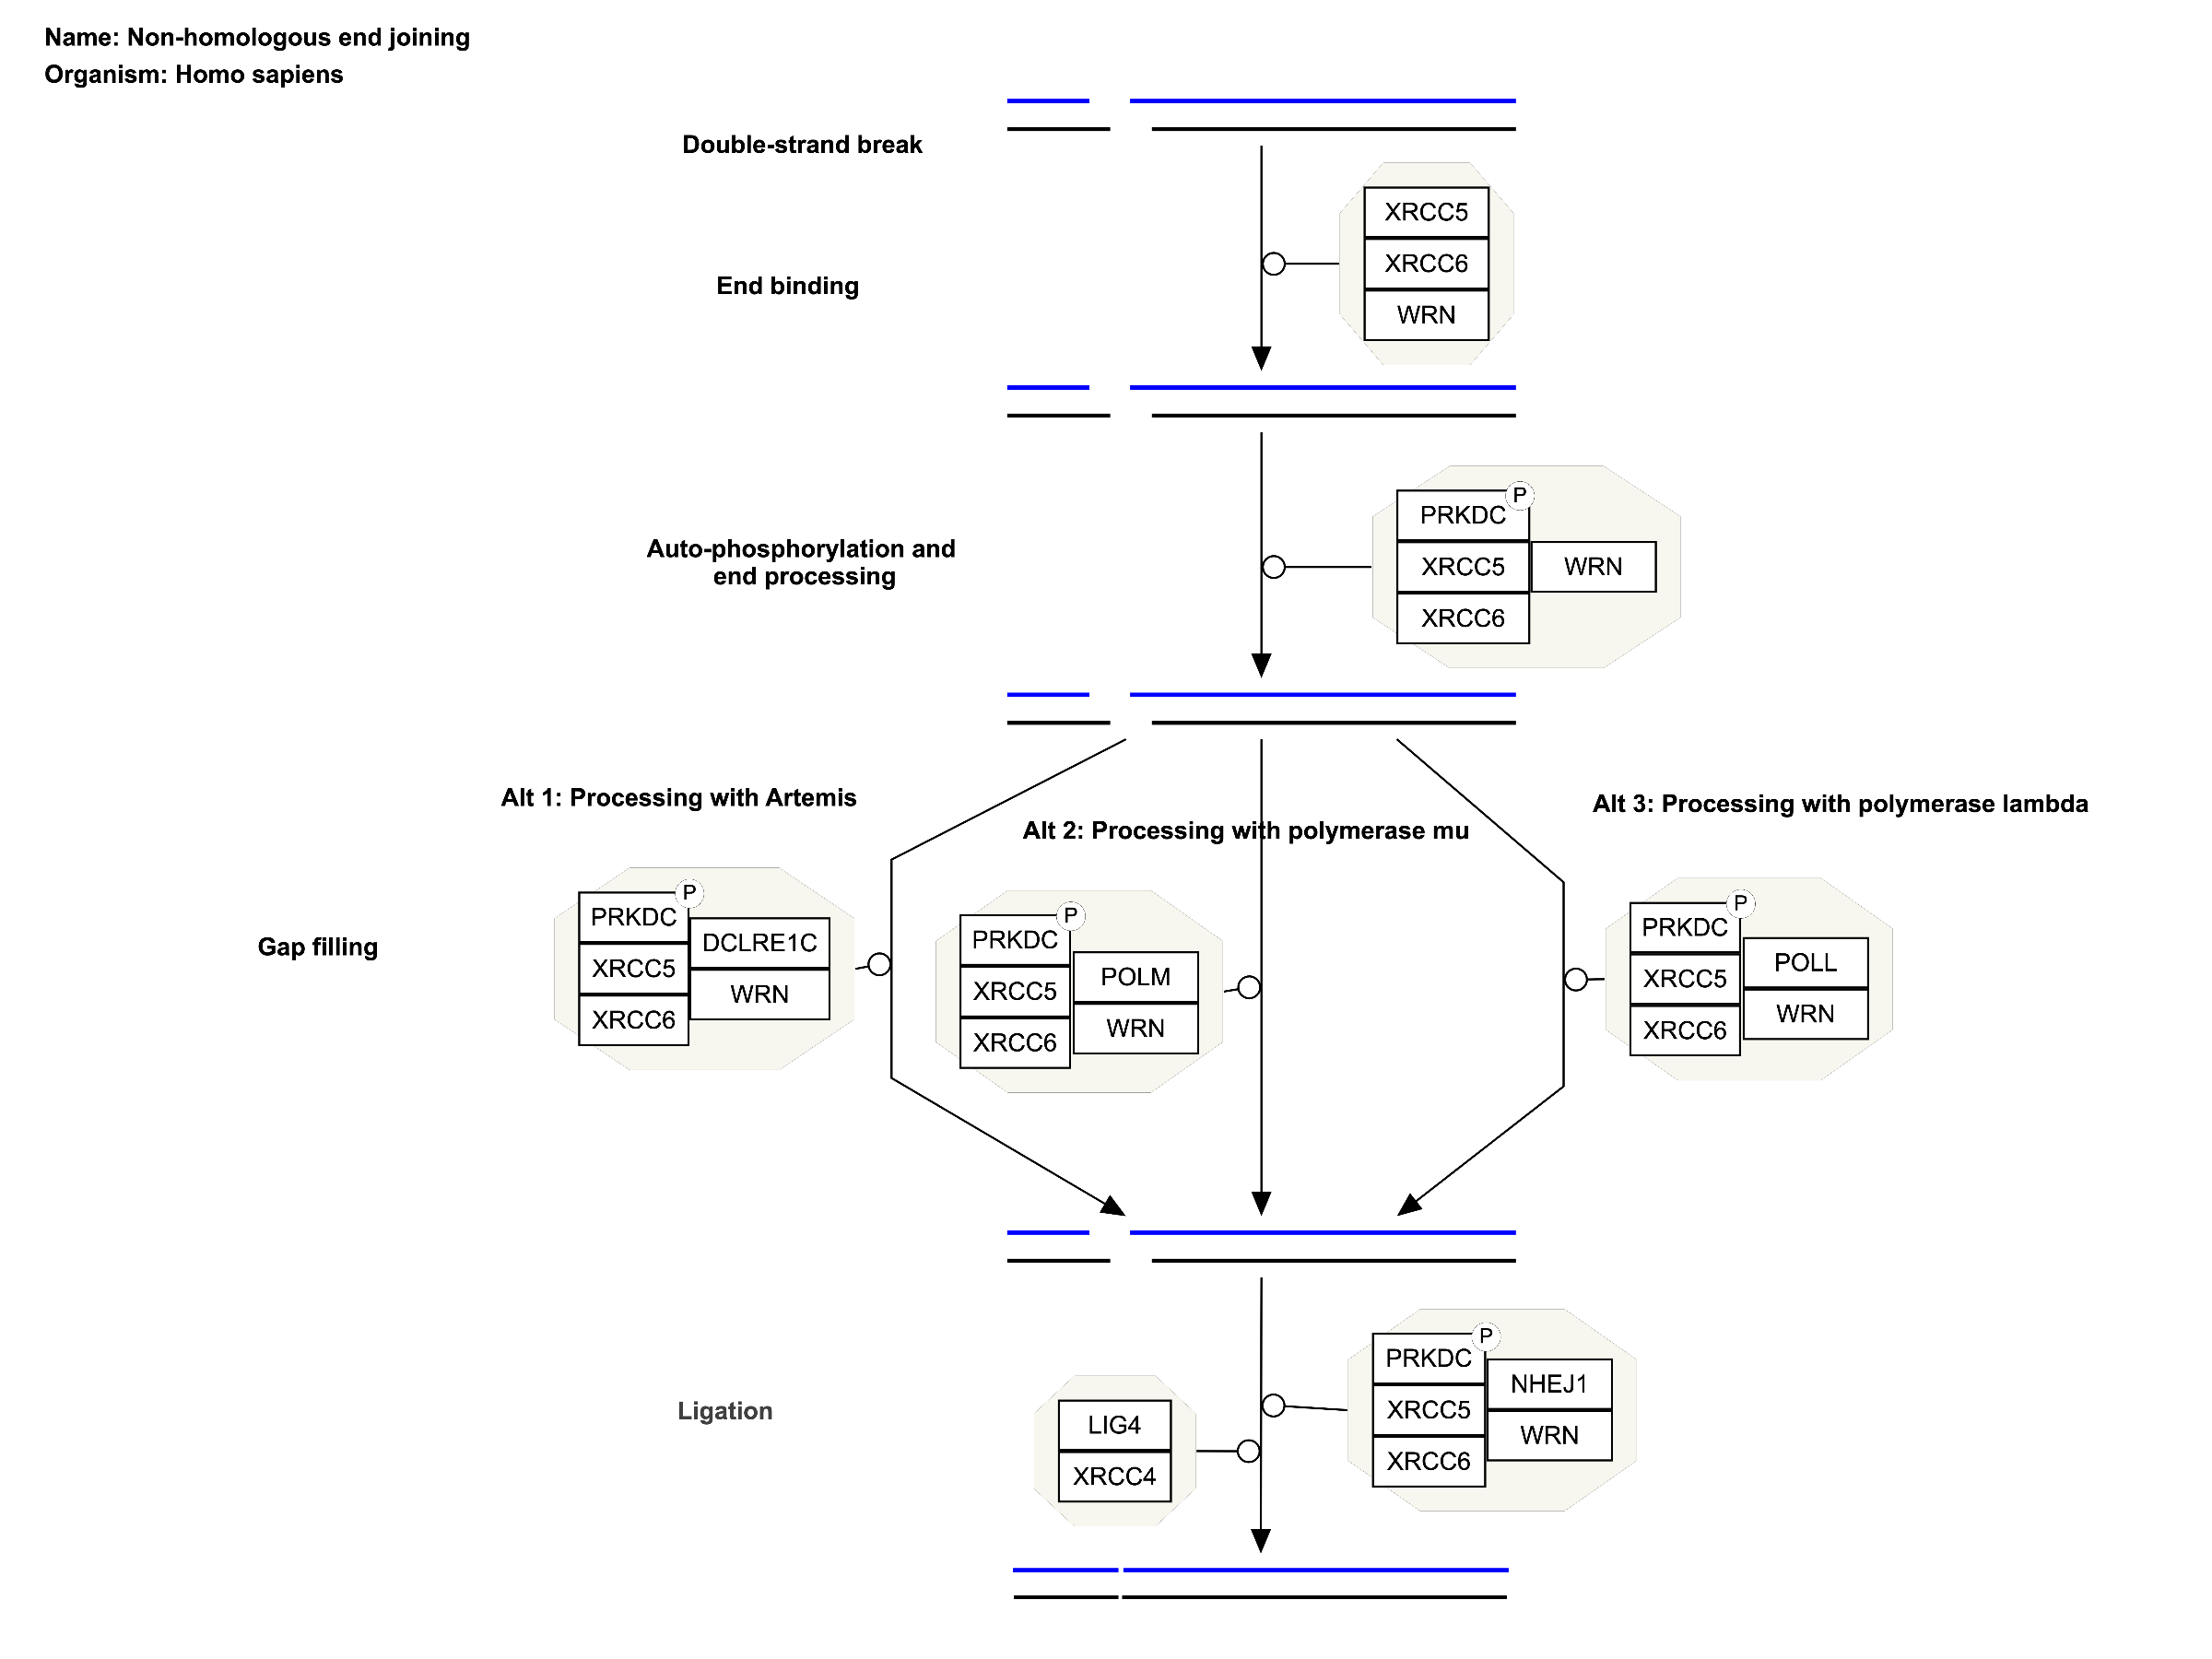 Name: Non-homologous end joining
Organism: Homo sapiens
Double-strand break
XRCC5
XRCC6
WRN
End binding
P
PRKDC
XRCC5
XRCC6
WRN
Auto-phosphorylation and
end processing
Alt 1: Processing with Artemis
Alt 2: Processing with polymerase mu
Alt 3: Processing with polymerase lambda
Gap filling
P
PRKDC
XRCC5
XRCC6
DCLRE1C
WRN
P
PRKDC
XRCC5
XRCC6
POLM
WRN
P
PRKDC
XRCC5
XRCC6
POLL
WRN
Ligation
LIG4
XRCC4
P
PRKDC
XRCC5
XRCC6
NHEJ1
WRN